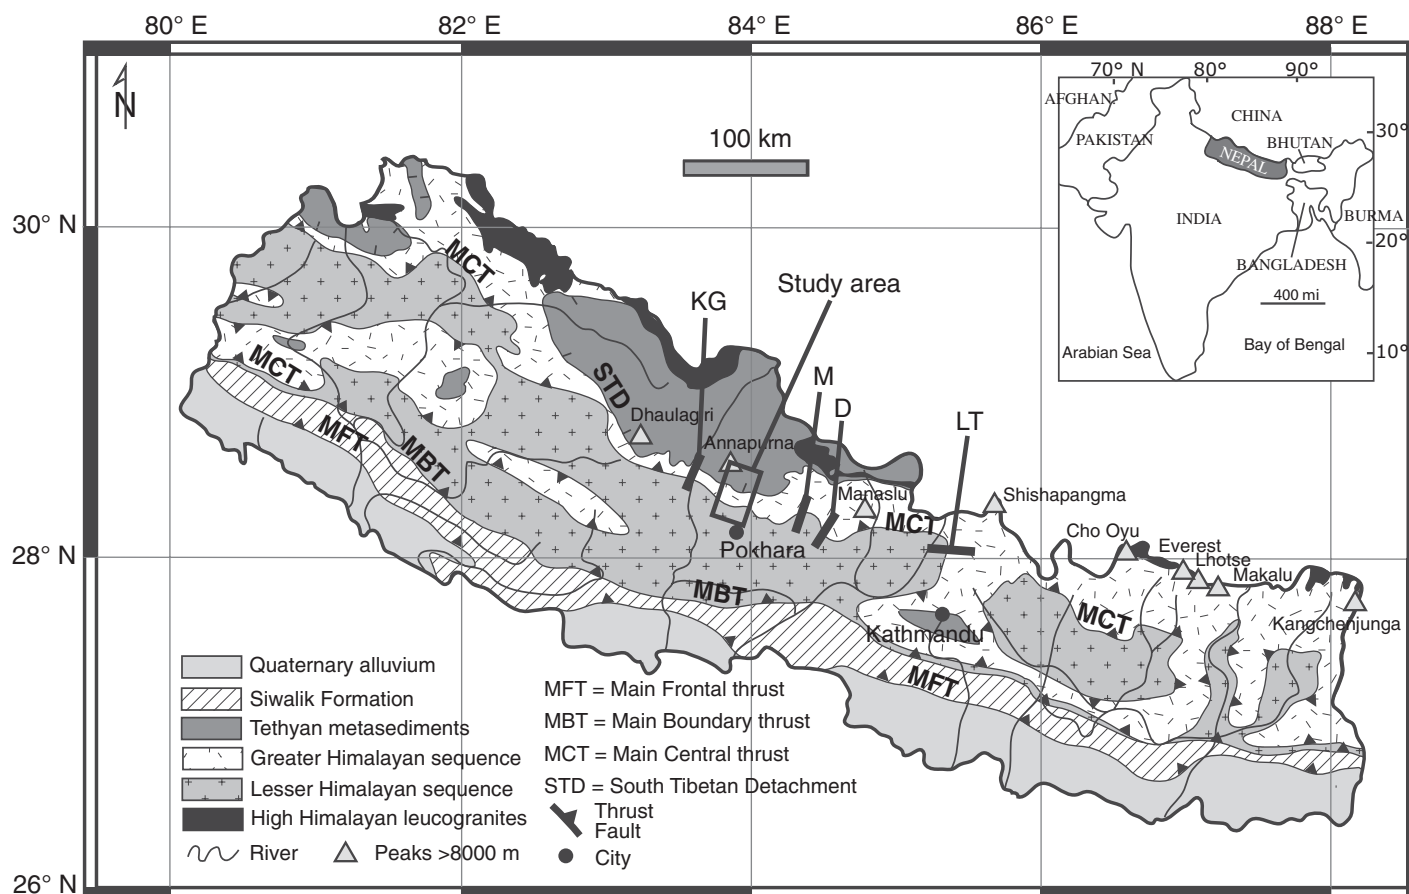 80° E
82° E
84° E
86° E
88° E
N
100 km
70° N
80°
90°
AFGHAN.
CHINA
PAKISTAN
BHUTAN
NEPAL
30°
INDIA
BURMA
20°
BANGLADESH
400 mi
Arabian Sea
Bay of Bengal
10°
30° N
MCT
Study area
KG
MCT
STD
M
D
LT
Dhaulagiri
Annapurna
MFT
MBT
Manaslu
MCT
Shishapangma
Cho Oyu
Everest
Lhotse
Makalu
28° N
Pokhara
MBT
MCT
Kangchenjunga
Kathmandu
MFT
Quaternary alluvium
Siwalik Formation
Tethyan metasediments
Greater Himalayan sequence
Lesser Himalayan sequence
High Himalayan leucogranites
River
Peaks >8000 m
MFT = Main Frontal thrust
MBT = Main Boundary thrust
MCT = Main Central thrust
STD = South Tibetan Detachment
Thrust
Fault
City
26° N